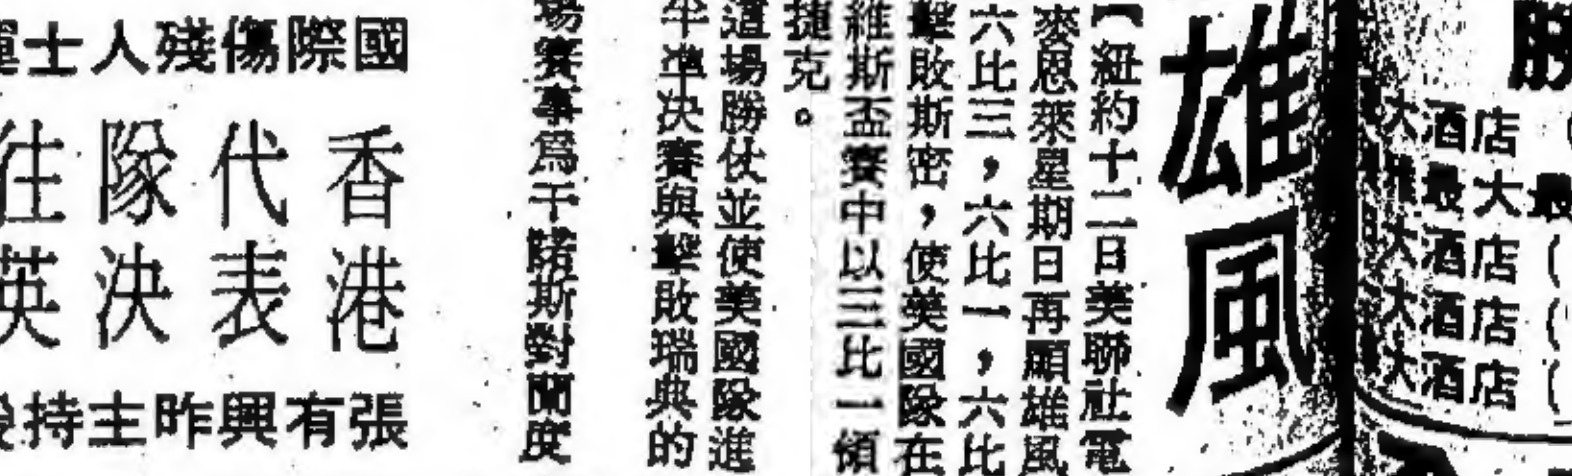 勝
大酒店
最大最
大酒店（
大酒店（
大酒店（
雄風
【紐約十二日美聯社電
麥恩萊星期日再顯雄風
六比三，六比一，六比
擊敗斯密，使美國隊在
維斯盃賽中以三比一領
捷克。
這場勝仗並使美國隊進
半準决賽與擊敗瑞典的
場賽事爲干諾斯對度
國際傷殘人士運
香港
代表
隊決
往英
張有興昨主持